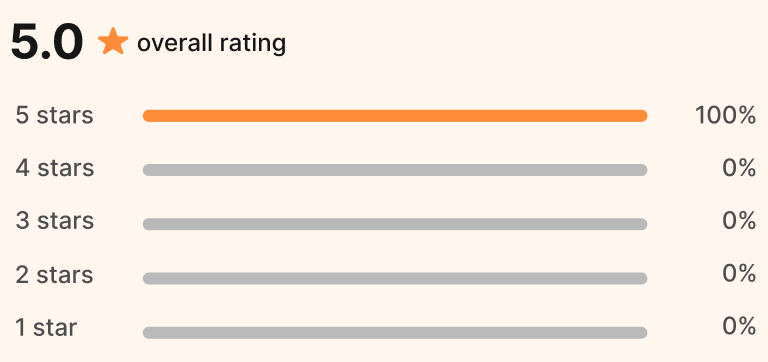 5.0 overall rating
5 stars 100%
4 stars 0%
3 stars 0%
2 stars 0%
1 star 0%